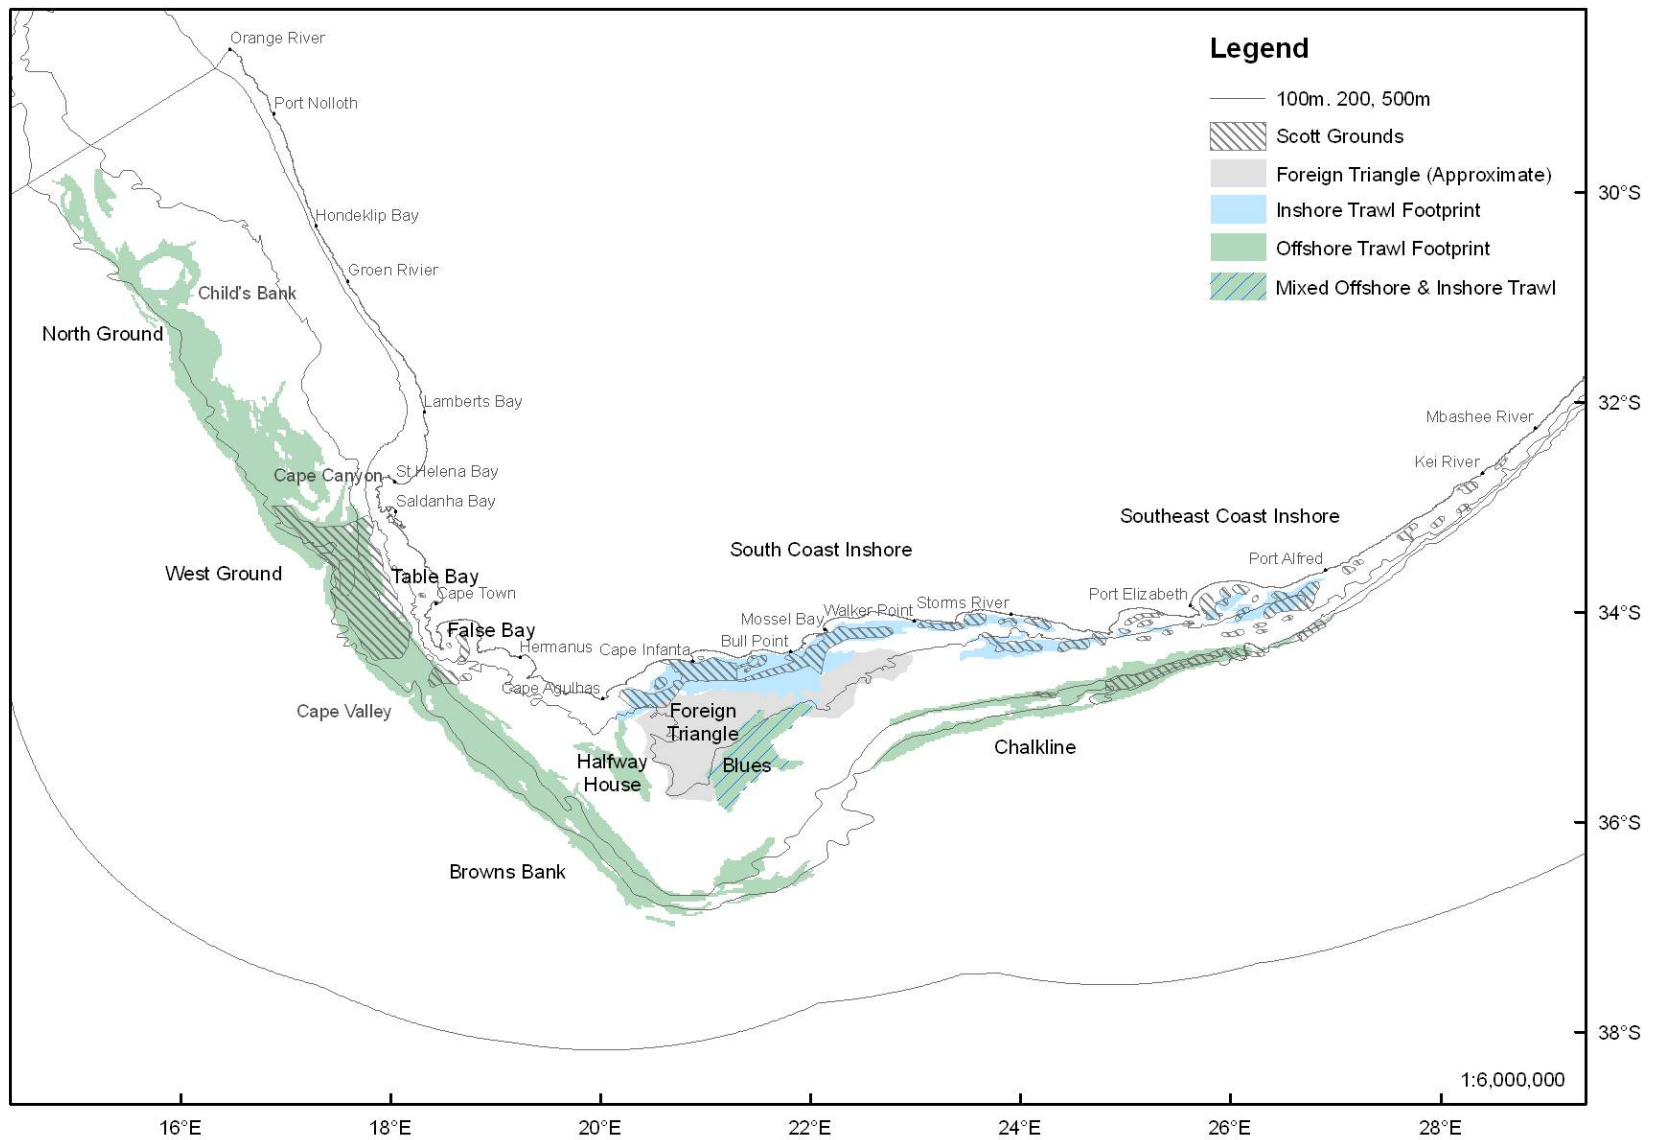 Orange River
Legend
100m. 200, 500m
Port Nolloth
Scott Grounds
Foreign Triangle (Approximate)
30°S
Inshore Trawl Footprint
Hondeklip Bay
Offshore Trawl Footprint
Groen Rivier
Mixed Offshore & Inshore Trawl
Child's Bank
North Ground
Lamberts Bay
32°S
Mbashee River
Kei River
Cape Canyon
St Helena Bay
Saldanha Bay
Southeast Coast Inshore
South Coast Inshore
Port Alfred
West Ground
Table Bay
Cape Town
Port Elizabeth
Storms River
Walker Point
34°S
Mossel Bay
False Bay
Bull Point
Hermanus
Cape Infanta
Cape Agulhas
Cape Valley
Foreign
Triangle
Chalkline
Halfway
House
Blues
36°S
Browns Bank
38°S
1:6,000,000
16°E
18°E
20°E
22°E
24°E
26°E
28°E